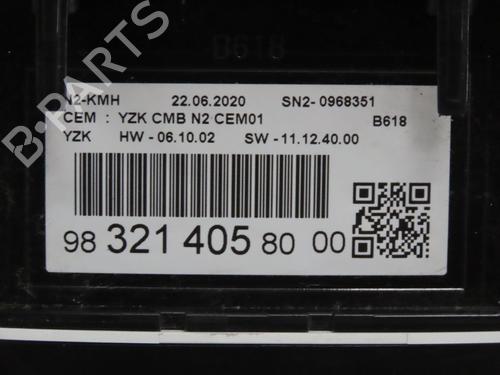 B618
N2-KMH 22.06.2020 SN2- 0968351
CEM : YZK CMB N2 CEM01 B618
YZK HW - 06.10.02 SW - 11.12.40.00
98 321 405 80 00
B-PARTS